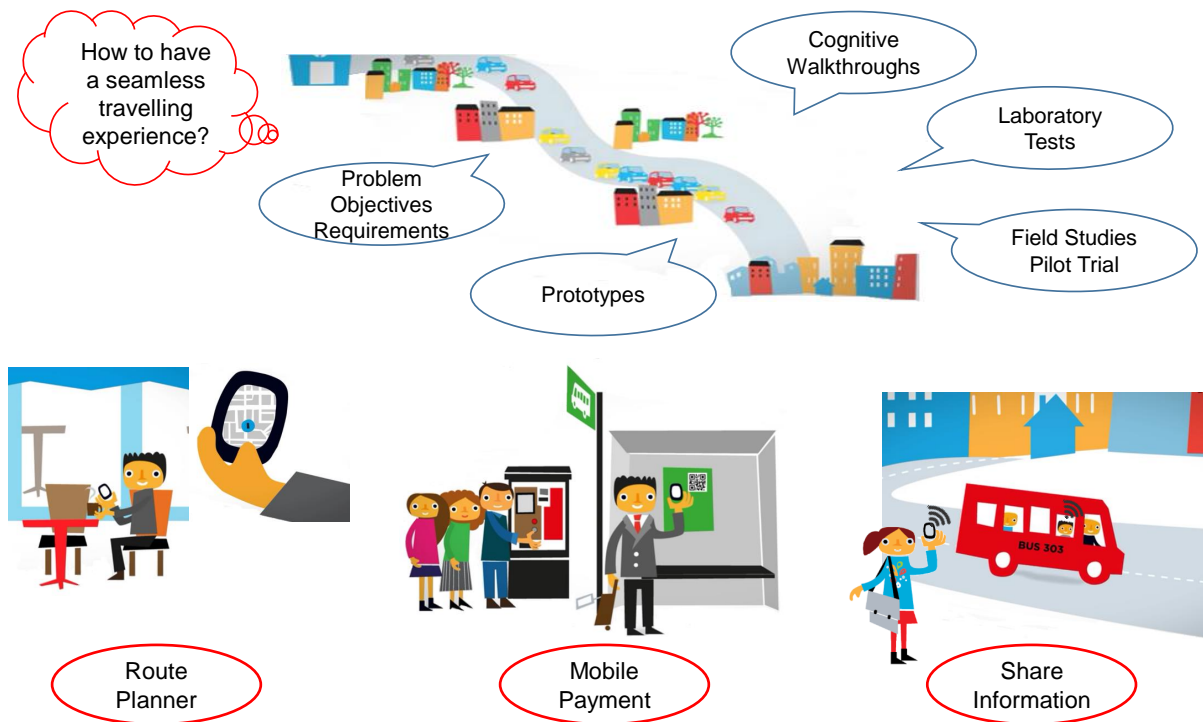 How to have
a seamless
travelling
experience?
Cognitive
Walkthroughs
Laboratory
Tests
Problem
Objectives
Requirements
Field Studies
Pilot Trial
Prototypes
BUS 303
Route
Planner
Mobile
Payment
Share
Information